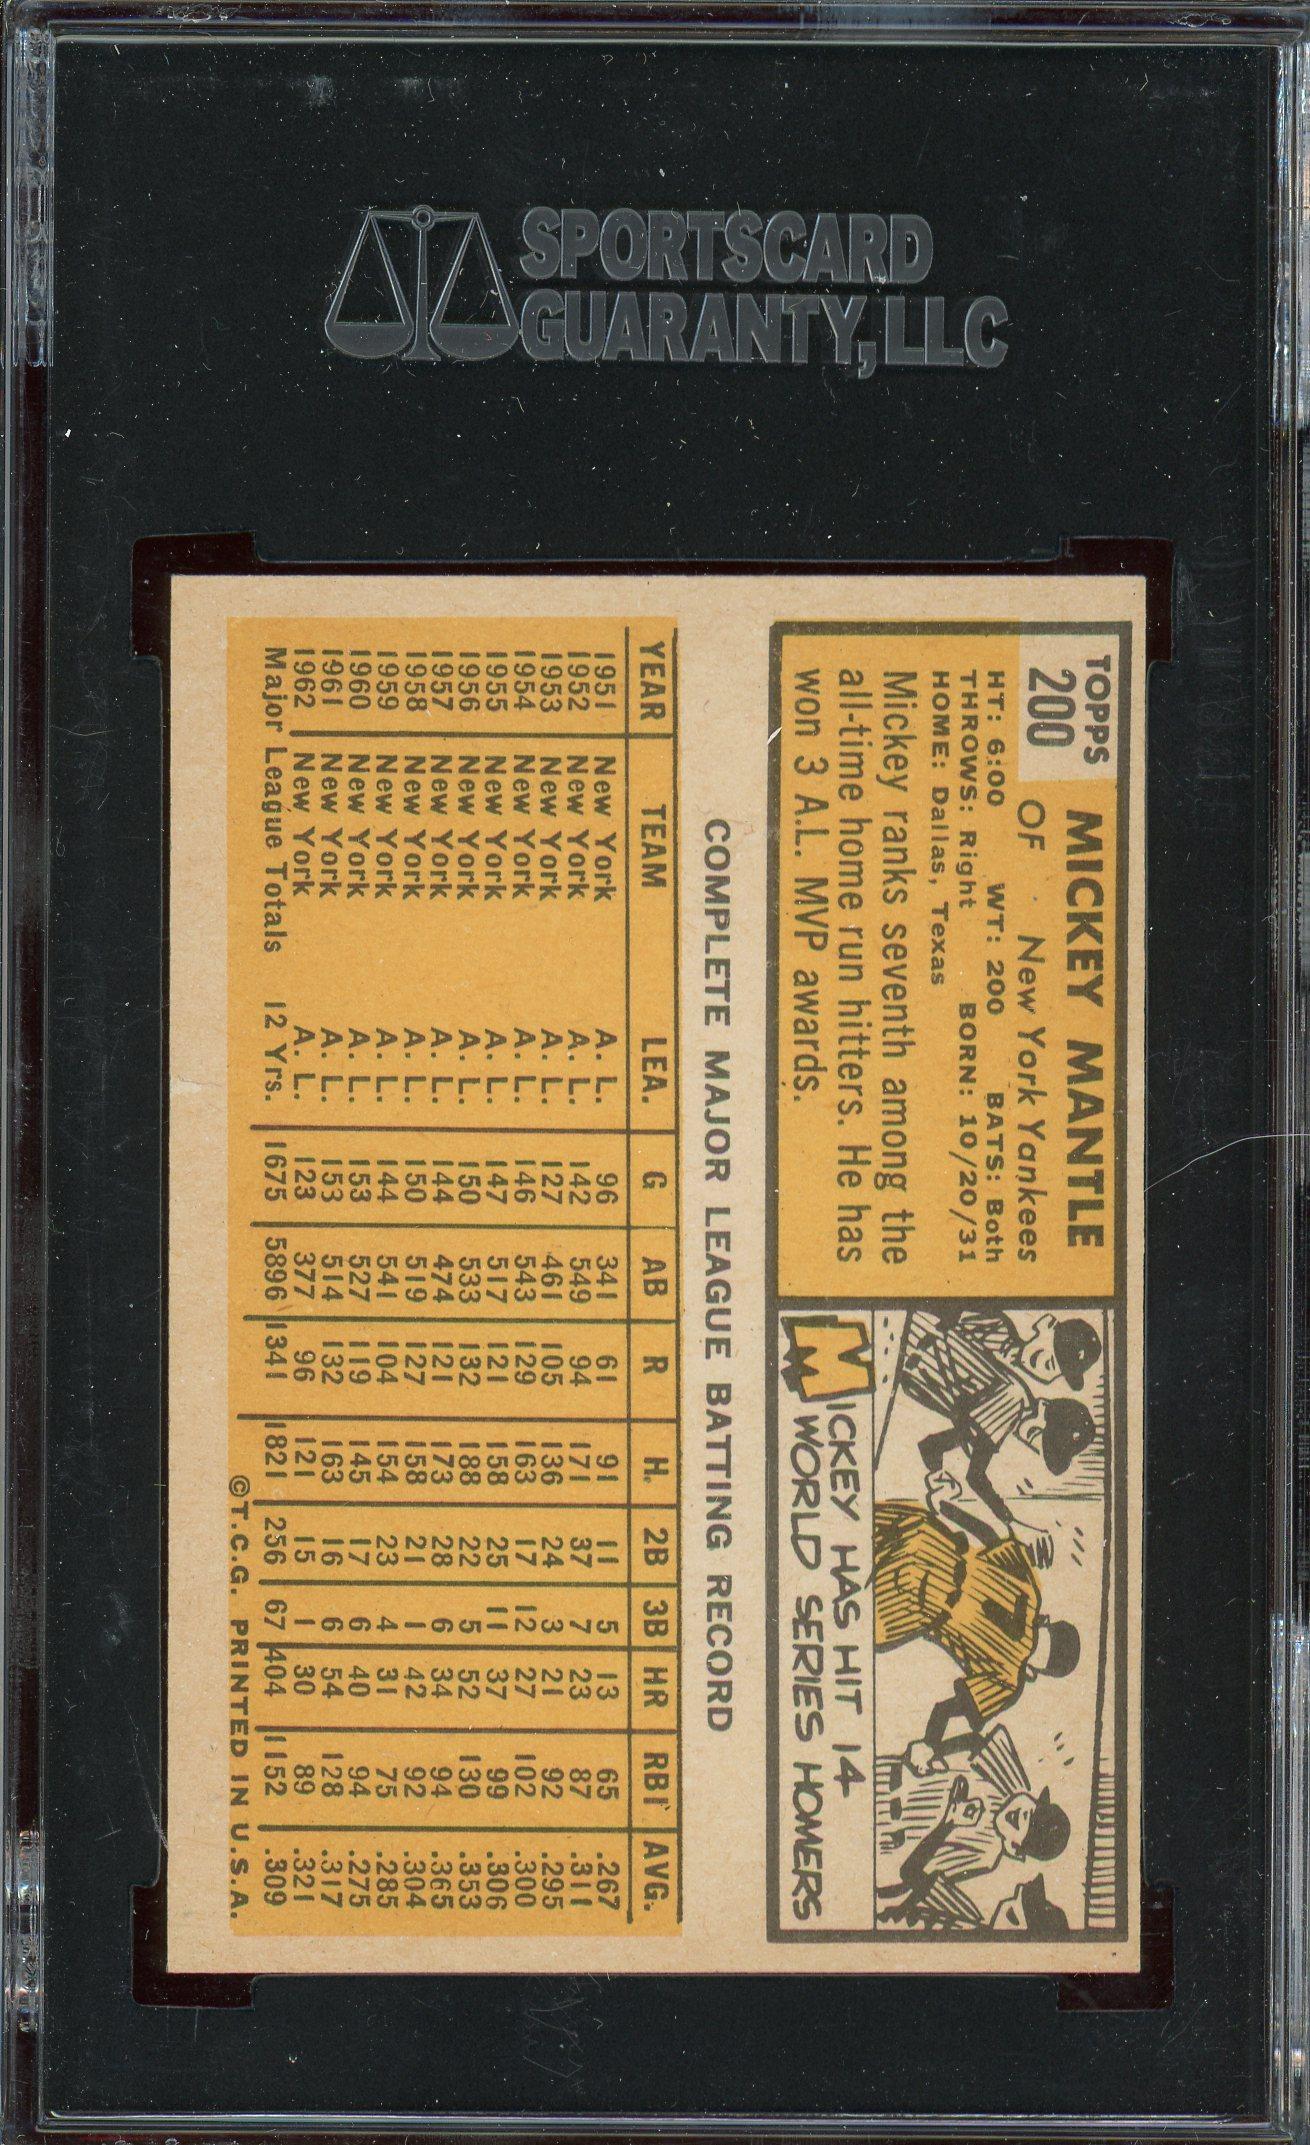 SPORTSCARD
GUARANTY, LLC
TOPPS
200
MICKEY MANTLE
OF · New York Yankees
HT: 6:00 WT: 200 BATS: Both
THROWS: Right BORN: 10/20/31
HOME: Dallas, Texas
Mickey ranks seventh among the
all-time home run hitters. He has
won 3 A.L. MVP awards.
MICKEY HAS HIT 14
WORLD SERIES HOMERS
MM
7
COMPLETE MAJOR LEAGUE BATTING RECORD
YEAR TEAM LEA. G AB R H. 2B 3B HR RBI AVG.
1951 New York A. L. 96 341 61 91 11 5 13 65 .267
1952 New York A. L. 142 549 94 171 37 7 23 87 .311
1953 New York A. L. 127 461 105 136 24 3 21 92 .295
1954 New York A. L. 146 543 129 163 17 12 27 102 .300
1955 New York A. L. 147 517 121 158 25 11 37 99 .306
1956 New York A. L. 150 533 132 188 22 5 52 130 .353
1957 New York A. L. 144 474 121 173 28 6 34 94 .365
1958 New York A. L. 150 519 127 158 21 1 42 92 .304
1959 New York A. L. 144 541 104 154 23 4 31 75 .285
1960 New York A. L. 153 527 119 145 17 6 40 94 .275
1961 New York A. L. 153 514 132 163 16 6 54 128 .317
1962 New York A. L. 123 377 96 121 15 1 30 89 .321
Major League Totals 12 Yrs. 1675 5896 1341 1821 256 67 404 1152 .309
©T.C.G. PRINTED IN U.S.A.